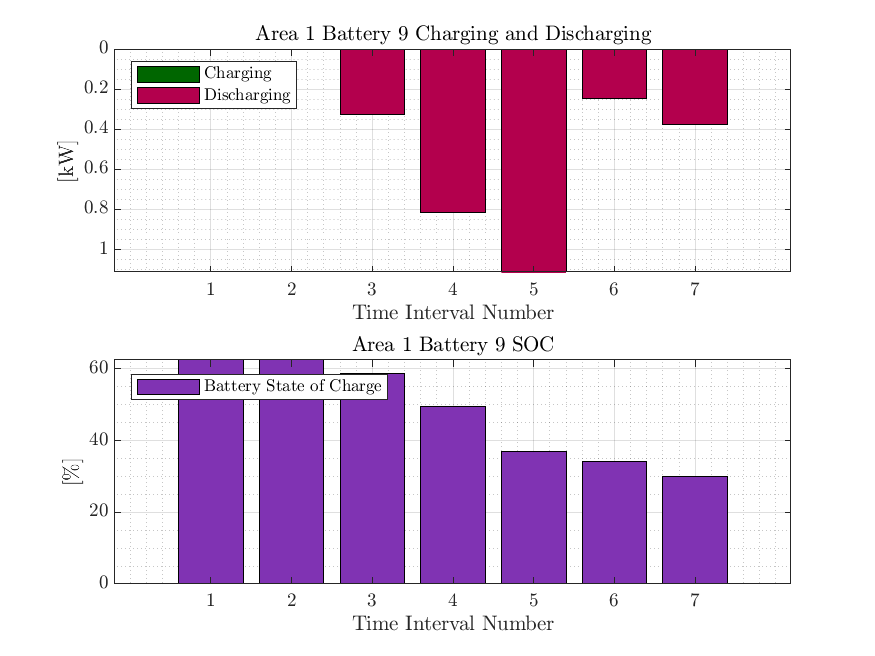 Area 1 Battery 9 Charging and Discharging
0
0.2
0.4
0.6
0.8
1
[kW]
Charging
Discharging
1 2 3 4 5 6 7
Time Interval Number
Area 1 Battery 9 SOC
60
40
20
0
[%]
Battery State of Charge
1 2 3 4 5 6 7
Time Interval Number